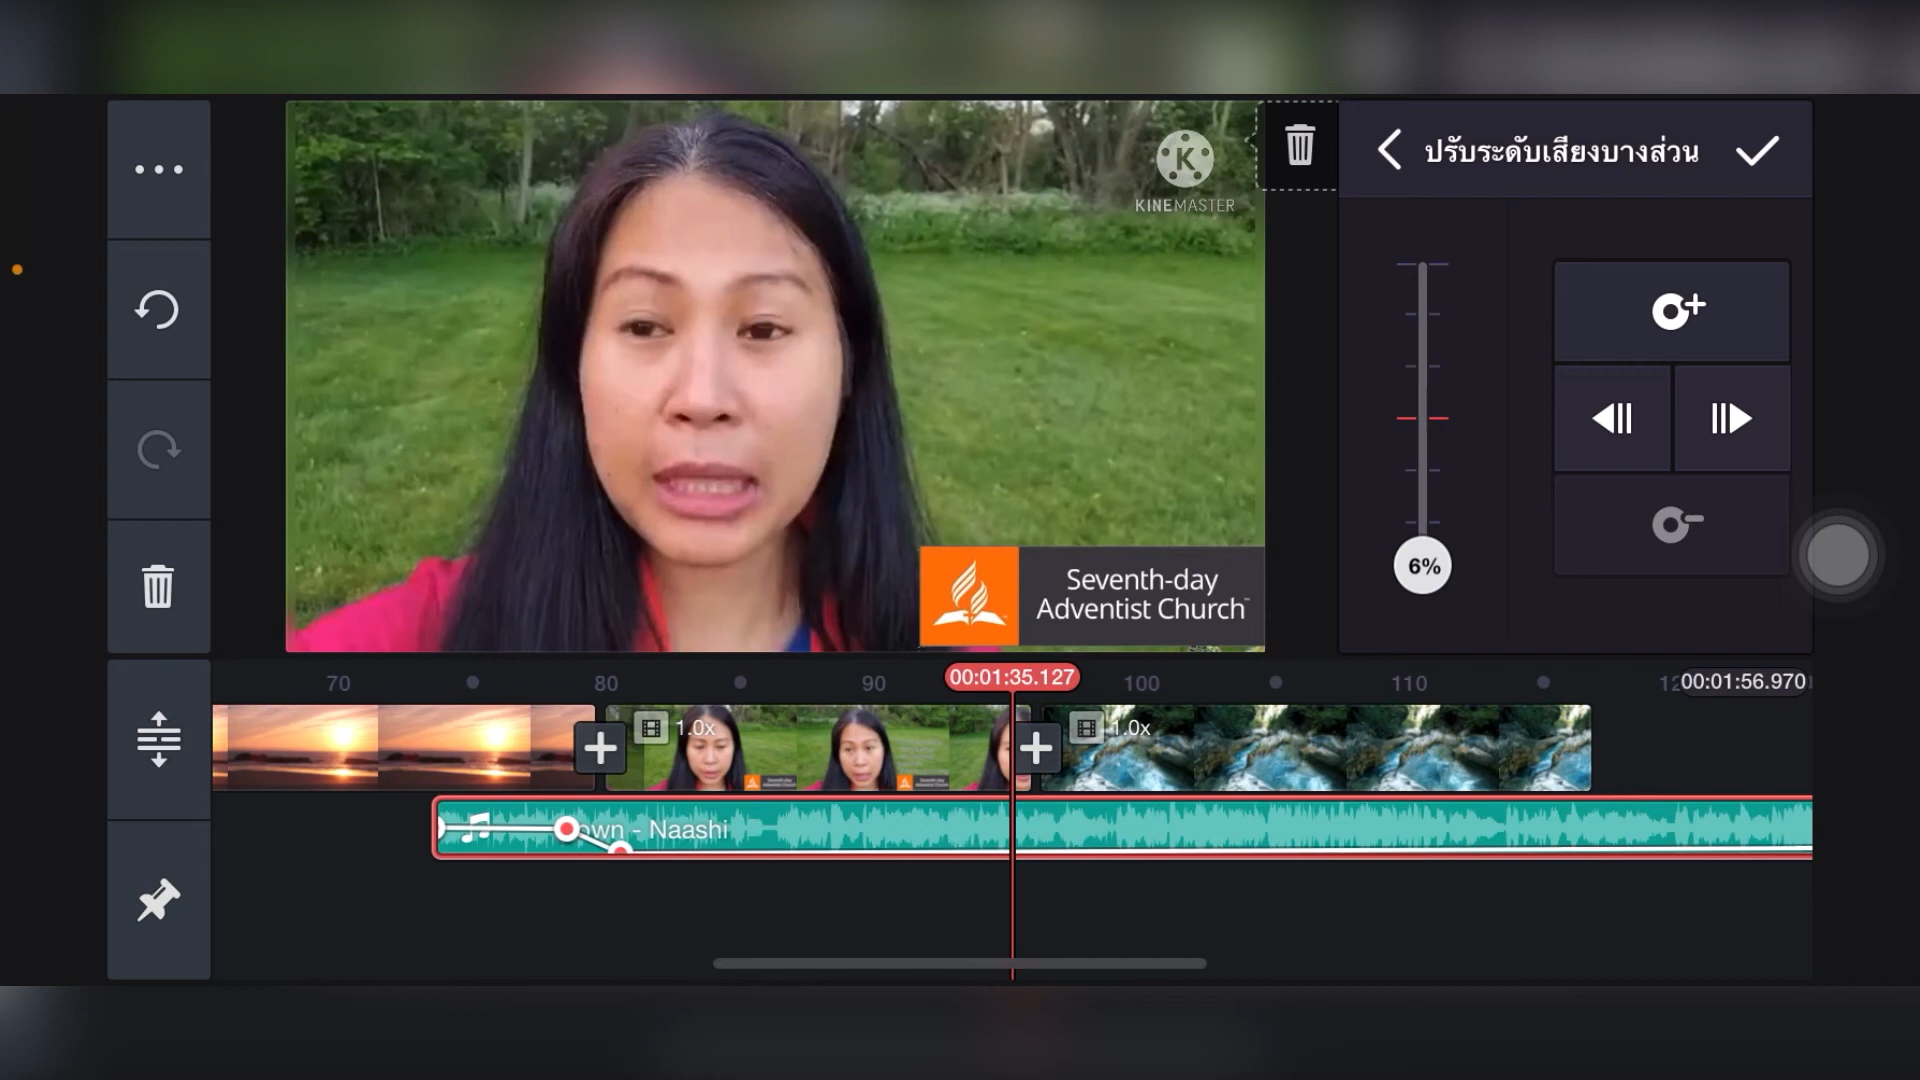 KINEMASTER
ปรับระดับเสียงบางส่วน
6%
Seventh-day
Adventist Church
70
80
90
00:01:35.127
100
110
00:01:56.970
1.0x
1.0x
own - Naashi